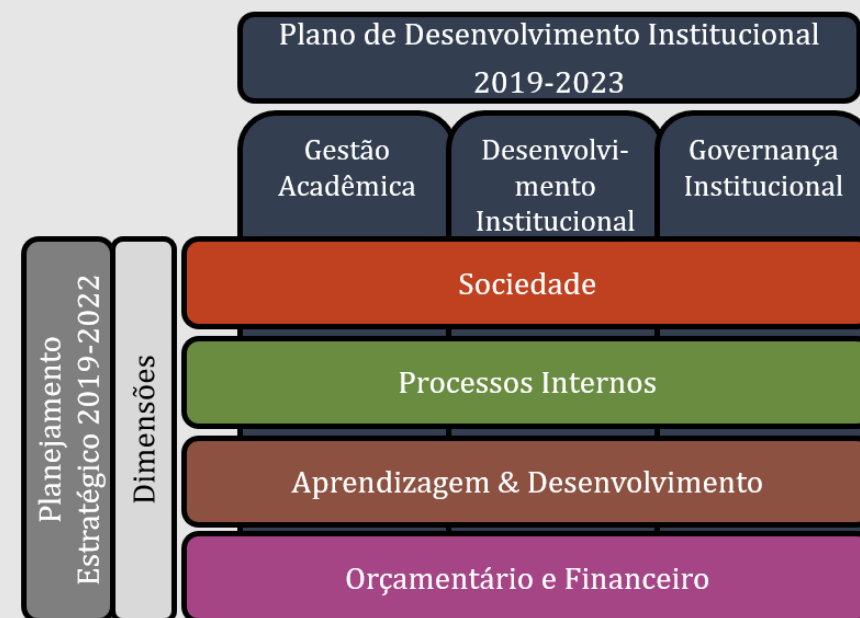 Plano de Desenvolvimento Institucional
2019-2023
Gestão
Acadêmica
Desenvolvi-
mento
Institucional
Governança
Institucional
Planejamento
Estratégico 2019-2022
Dimensões
Sociedade
Processos Internos
Aprendizagem & Desenvolvimento
Orçamentário e Financeiro